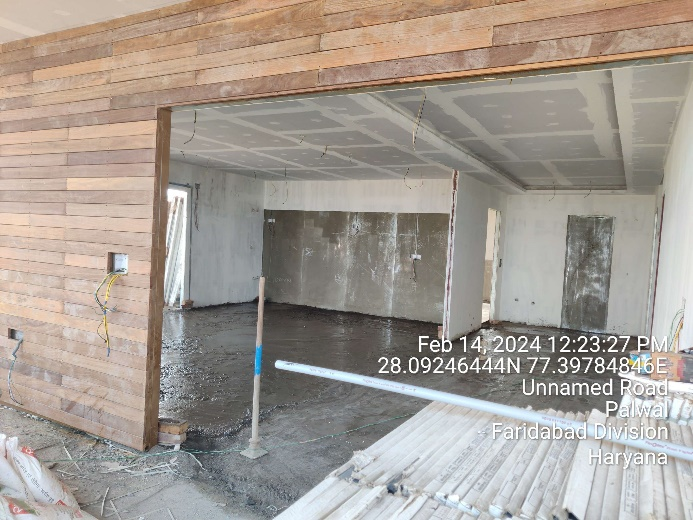 Feb 14, 2024 12:23:27 PM
28.09246444N 77.39784846E
Unnamed Road
Palwal
Faridabad Division
Haryana